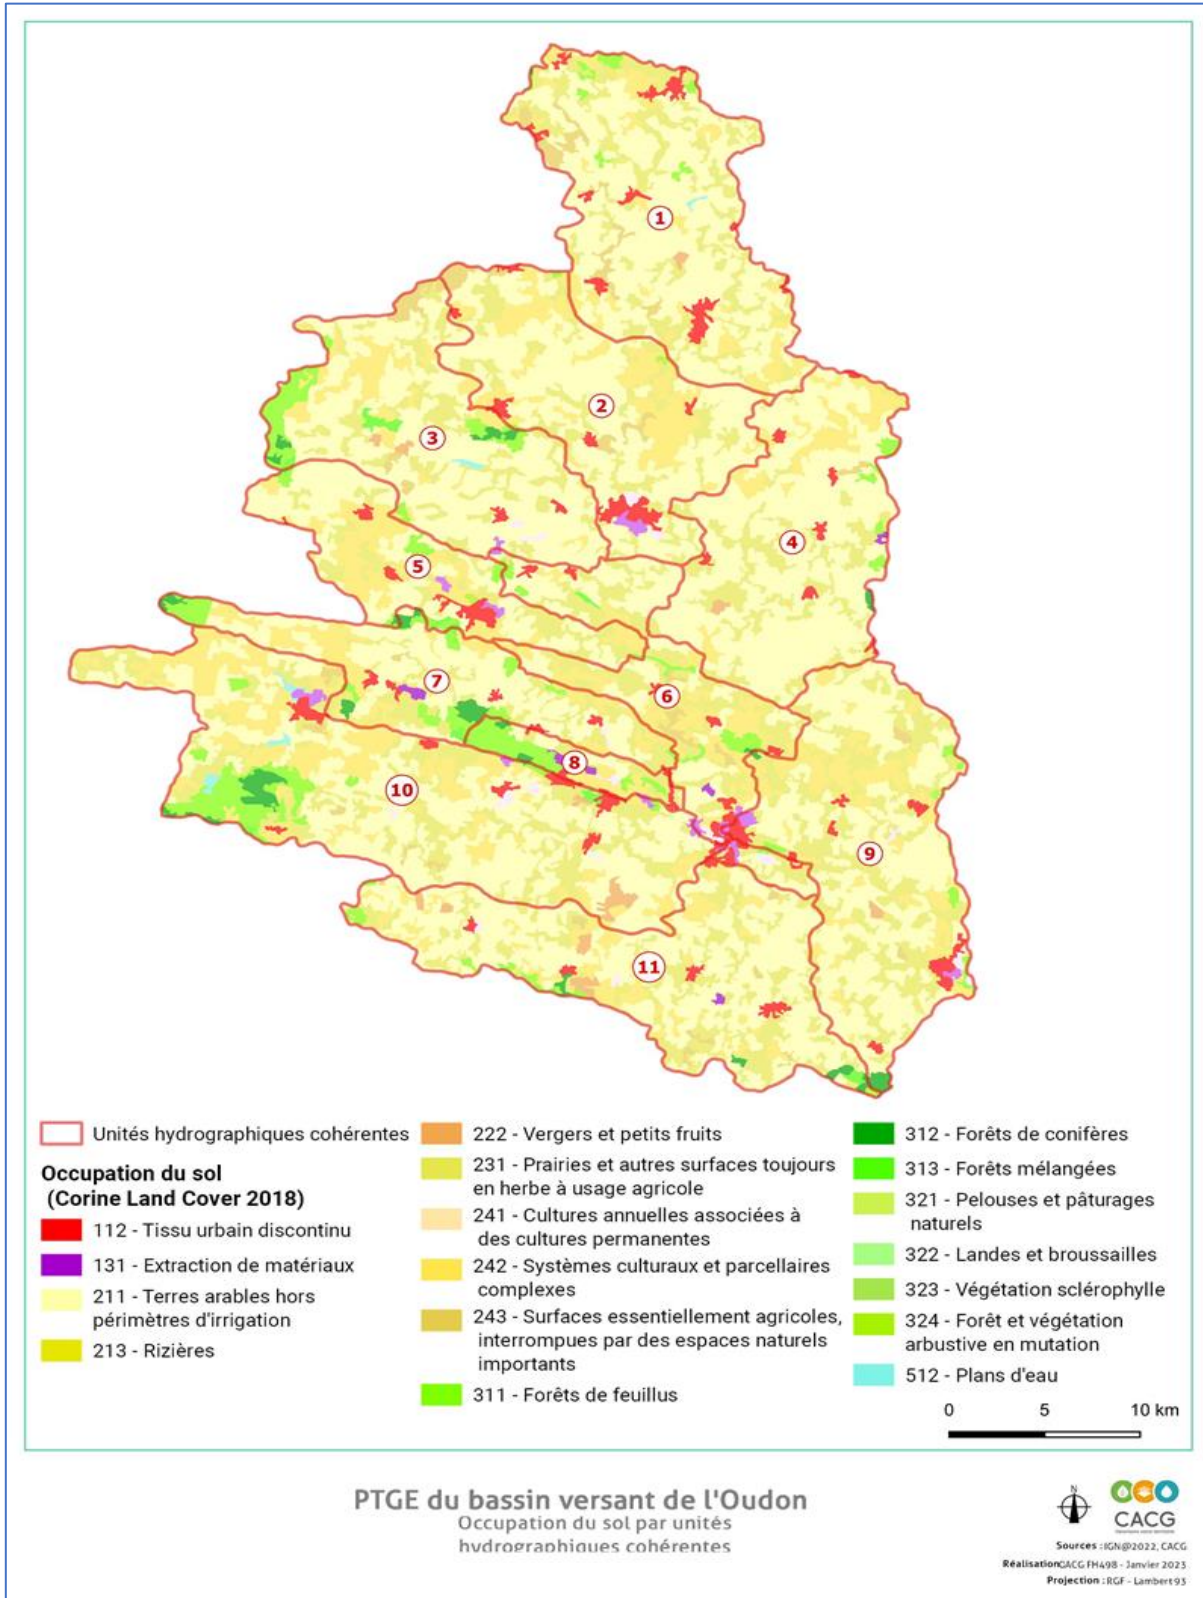 1
2
3
4
5
6
7
8
9
10
11
Unités hydrographiques cohérentes
Occupation du sol
(Corine Land Cover 2018)
112 - Tissu urbain discontinu
131 - Extraction de matériaux
211 - Terres arables hors
périmètres d'irrigation
213 - Rizières
222 - Vergers et petits fruits
231 - Prairies et autres surfaces toujours
en herbe à usage agricole
241 - Cultures annuelles associées à
des cultures permanentes
242 - Systèmes culturaux et parcellaires
complexes
243 - Surfaces essentiellement agricoles,
interrompues par des espaces naturels
importants
311 - Forêts de feuillus
312 - Forêts de conifères
313 - Forêts mélangées
321 - Pelouses et pâturages
naturels
322 - Landes et broussailles
323 - Végétation sclérophylle
324 - Forêt et végétation
arbustive en mutation
512 - Plans d'eau
0 5 10 km
PTGE du bassin versant de l'Oudon
Occupation du sol par unités
hydrographiques cohérentes
N
CACG
Sources : IGN@2022, CACG
Réalisation CACG FH498 - Janvier 2023
Projection : RGF - Lambert 93